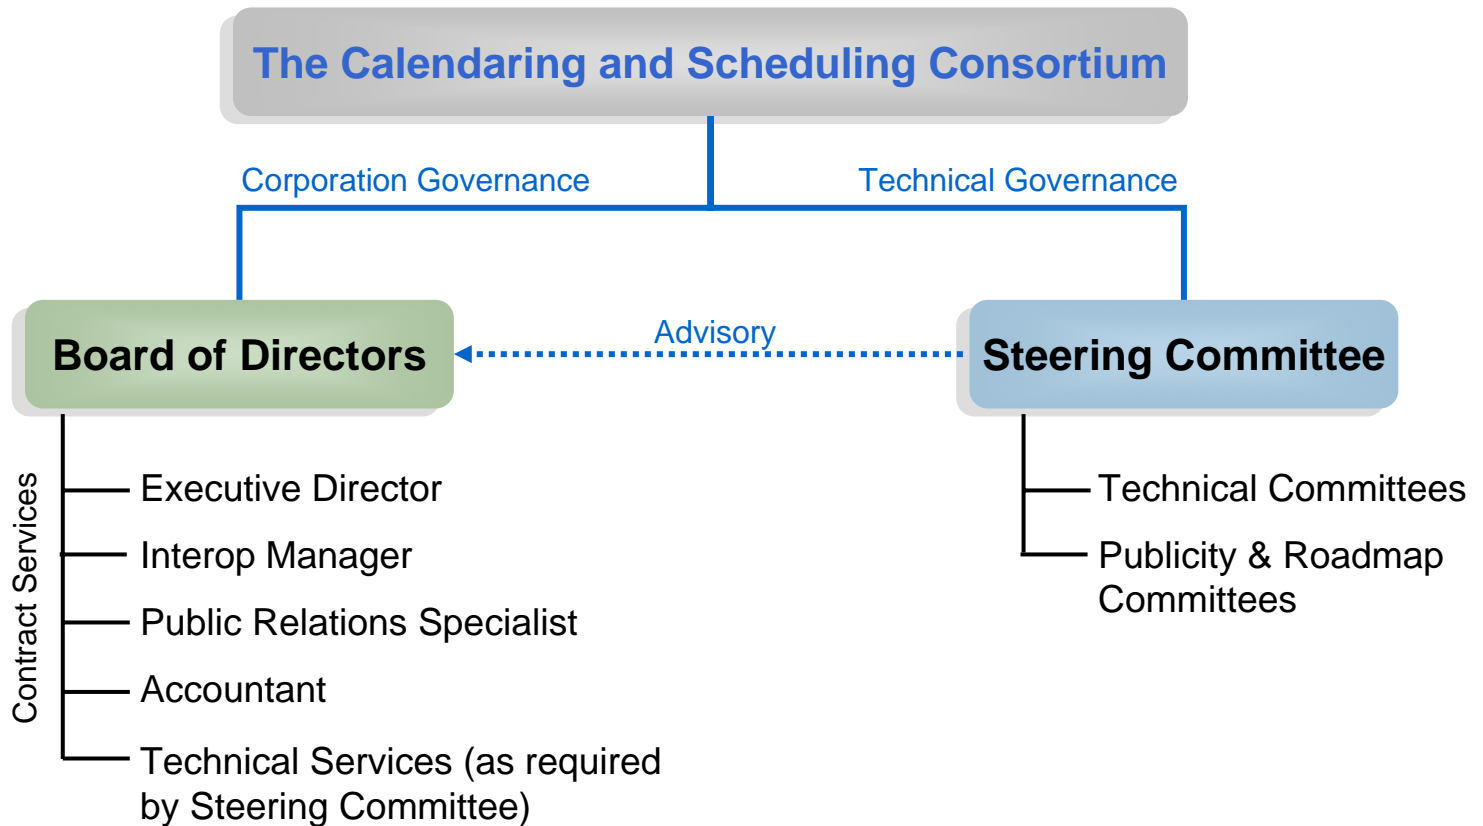 The Calendaring and Scheduling Consortium
Corporation Governance
Technical Governance
Board of Directors
Advisory
Steering Committee
Contract Services
Executive Director
Interop Manager
Public Relations Specialist
Accountant
Technical Services (as required
by Steering Committee)
Technical Committees
Publicity & Roadmap
Committees